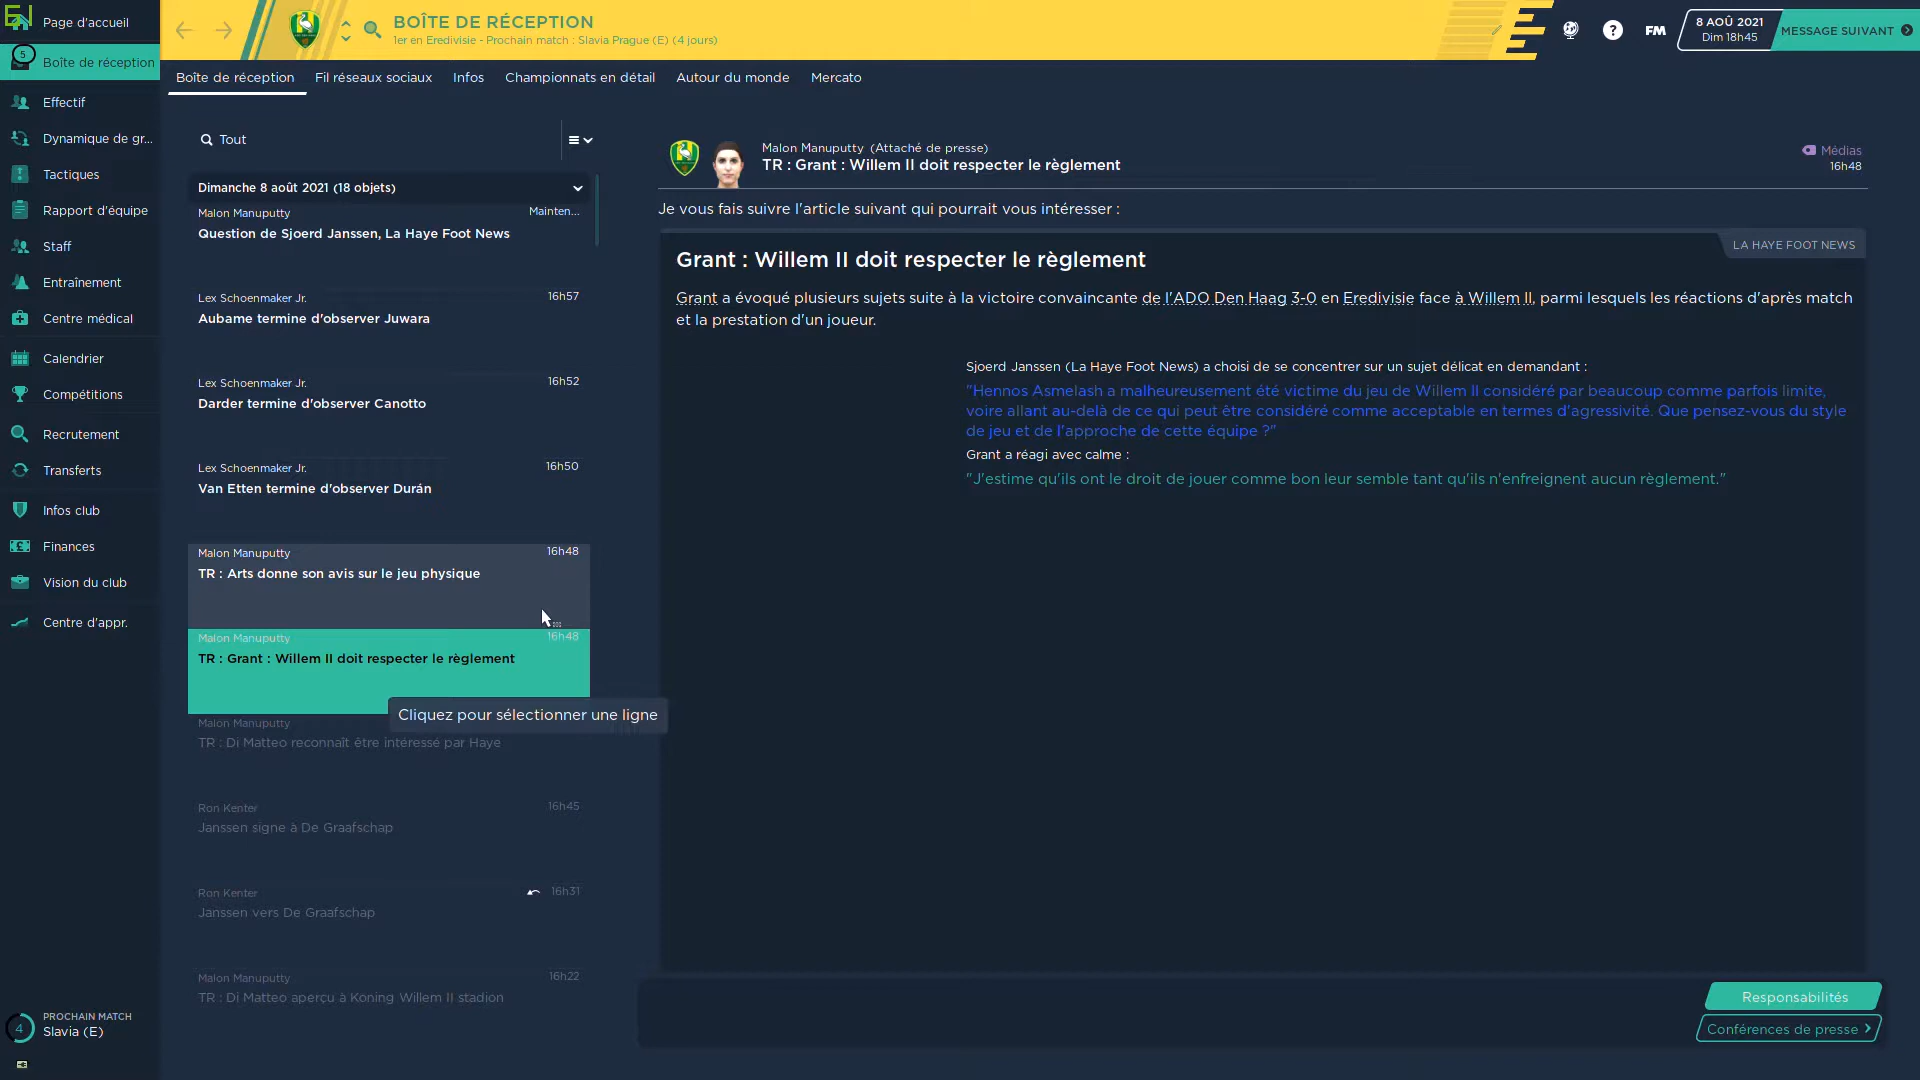 Page d'accueil
5
Boîte de réception
Effectif
Dynamique de gr...
Tactiques
Rapport d'équipe
Staff
Entraînement
Centre médical
Calendrier
Compétitions
Recrutement
Transferts
Infos club
Finances
Vision du club
Centre d'appr.
4
PROCHAIN MATCH
Slavia (E)
BOÎTE DE RÉCEPTION
1er en Eredivisie - Prochain match : Slavia Prague (E) (4 jours)
?
FM
8 AOÛ 2021
Dim 18h45
MESSAGE SUIVANT
Boîte de réception Fil réseaux sociaux Infos Championnats en détail Autour du monde Mercato
Tout
Dimanche 8 août 2021 (18 objets)
Malon Manuputty Mainten...
Question de Sjoerd Janssen, La Haye Foot News
Lex Schoenmaker Jr. 16h57
Aubame termine d'observer Juwara
Lex Schoenmaker Jr. 16h52
Darder termine d'observer Canotto
Lex Schoenmaker Jr. 16h50
Van Etten termine d'observer Durán
Malon Manuputty 16h48
TR : Arts donne son avis sur le jeu physique
Malon Manuputty 16h48
TR : Grant : Willem II doit respecter le règlement
Cliquez pour sélectionner une ligne
Malon Manuputty
TR : Di Matteo reconnaît être intéressé par Haye
Ron Kenter 16h45
Janssen signe à De Graafschap
Ron Kenter 16h31
Janssen vers De Graafschap
Malon Manuputty 16h22
TR : Di Matteo aperçu à Koning Willem II stadion
Malon Manuputty (Attaché de presse)
TR : Grant : Willem II doit respecter le règlement
Médias
16h48
Je vous fais suivre l'article suivant qui pourrait vous intéresser :
LA HAYE FOOT NEWS
Grant : Willem II doit respecter le règlement
Grant a évoqué plusieurs sujets suite à la victoire convaincante de l'ADO Den Haag 3-0 en Eredivisie face à Willem II, parmi lesquels les réactions d'après match
et la prestation d'un joueur.
Sjoerd Janssen (La Haye Foot News) a choisi de se concentrer sur un sujet délicat en demandant :
"Hennos Asmelash a malheureusement été victime du jeu de Willem II considéré par beaucoup comme parfois limite,
voire allant au-delà de ce qui peut être considéré comme acceptable en termes d'agressivité. Que pensez-vous du style
de jeu et de l'approche de cette équipe ?"
Grant a réagi avec calme :
"J'estime qu'ils ont le droit de jouer comme bon leur semble tant qu'ils n'enfreignent aucun règlement."
Responsabilités
Conférences de presse